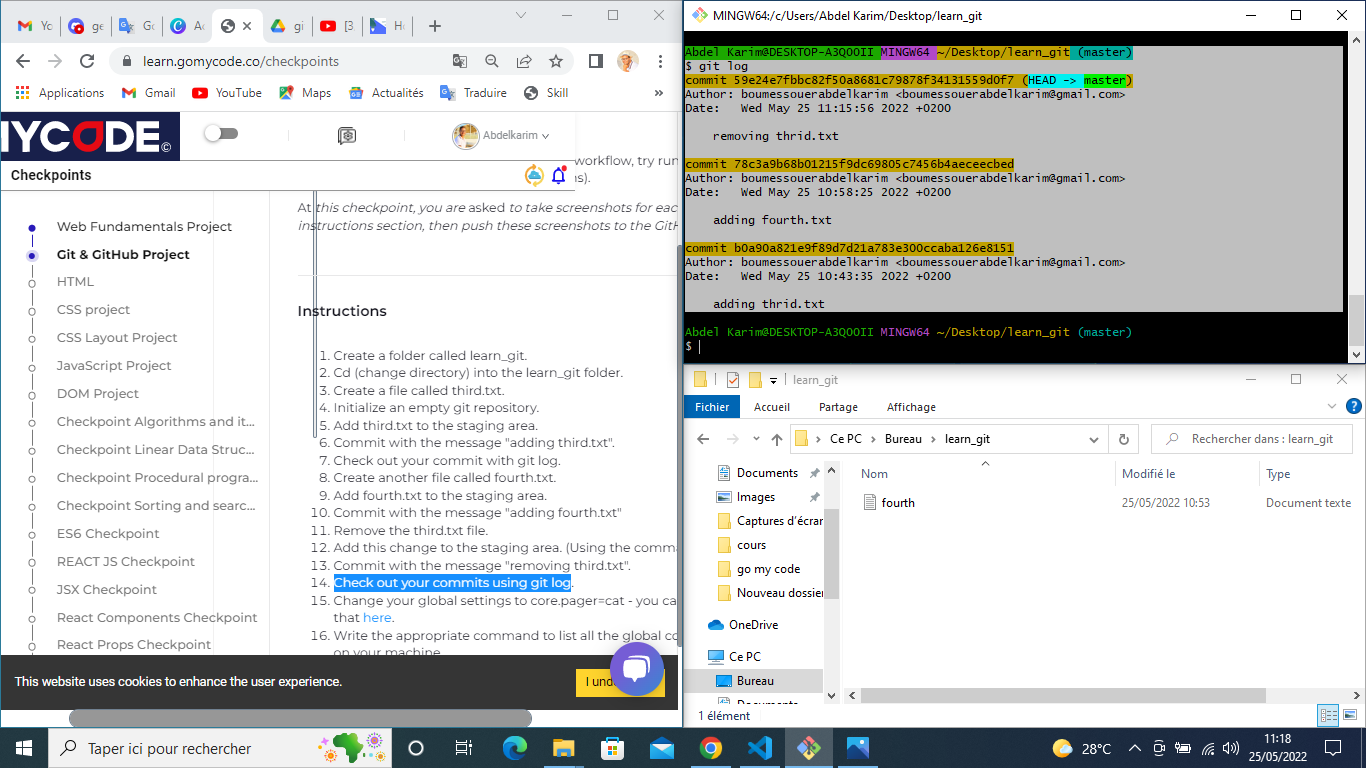 Yo
ge
Go
Ac
gi
[3.
Ho
learn.gomycode.co/checkpoints
Applications
Gmail
YouTube
Maps
Actualités
Traduire
Skill
»
MYCODE©
Abdelkarim
Checkpoints
workflow, try run
ns).
At this checkpoint, you are asked to take screenshots for eac
instructions section, then push these screenshots to the GitH
Web Fundamentals Project
Git & GitHub Project
HTML
CSS project
CSS Layout Project
JavaScript Project
DOM Project
Checkpoint Algorithms and it...
Checkpoint Linear Data Struc...
Checkpoint Procedural progra...
Checkpoint Sorting and searc...
ES6 Checkpoint
REACT JS Checkpoint
JSX Checkpoint
React Components Checkpoint
React Props Checkpoint
Instructions
1. Create a folder called learn_git.
2. Cd (change directory) into the learn_git folder.
3. Create a file called third.txt.
4. Initialize an empty git repository.
5. Add third.txt to the staging area.
6. Commit with the message "adding third.txt".
7. Check out your commit with git log.
8. Create another file called fourth.txt.
9. Add fourth.txt to the staging area.
10. Commit with the message "adding fourth.txt"
11. Remove the third.txt file.
12. Add this change to the staging area. (Using the comma
13. Commit with the message "removing third.txt".
14. Check out your commits using git log.
15. Change your global settings to core.pager=cat - you ca
that here.
16. Write the appropriate command to list all the global co
on your machine.
This website uses cookies to enhance the user experience.
I und
MINGW64:/c/Users/Abdel Karim/Desktop/learn_git
Abdel Karim@DESKTOP-A3QOOII MINGW64 ~/Desktop/learn_git (master)
$ git log
commit 59e24e7fbbc82f50a8681c79878f34131559d0f7 (HEAD -> master)
Author: boumessouerabdelkarim <boumessouerabdelkarim@gmail.com>
Date:   Wed May 25 11:15:56 2022 +0200
removing thrid.txt
commit 78c3a9b68b01215f9dc69805c7456b4aeceecbed
Author: boumessouerabdelkarim <boumessouerabdelkarim@gmail.com>
Date:   Wed May 25 10:58:25 2022 +0200
adding fourth.txt
commit b0a90a821e9f89d7d21a783e300ccaba126e8151
Author: boumessouerabdelkarim <boumessouerabdelkarim@gmail.com>
Date:   Wed May 25 10:43:35 2022 +0200
adding thrid.txt
Abdel Karim@DESKTOP-A3QOOII MINGW64 ~/Desktop/learn_git (master)
$
learn_git
Fichier
Accueil
Partage
Affichage
Ce PC > Bureau > learn_git
Rechercher dans : learn_git
Documents
Images
Captures d'écrar
cours
go my code
Nouveau dossier
OneDrive
Ce PC
Bureau
Documents
Nom
Modifié le
Type
fourth
25/05/2022 10:53
Document texte
1 élément
Taper ici pour rechercher
28°C
11:18
25/05/2022